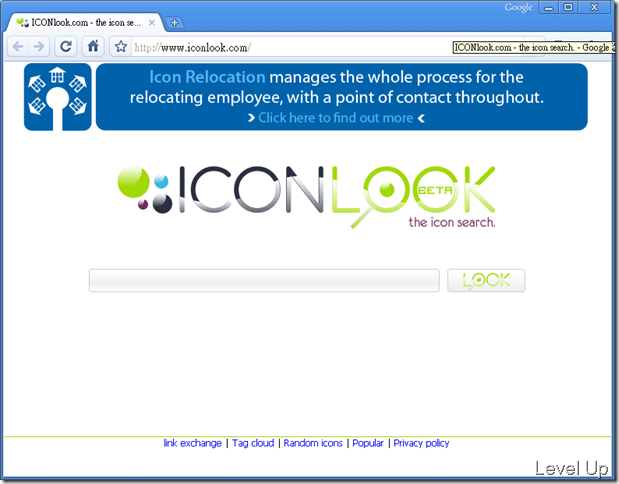 Google
ICONlook.com - the icon se...
http://www.iconlook.com/
ICONlook.com - the icon search. - Google
Icon Relocation manages the whole process for the
relocating employee, with a point of contact throughout.
Click here to find out more
ICONLOOK
BETA
the icon search.
LOOK
link exchange | Tag cloud | Random icons | Popular | Privacy policy
Level Up